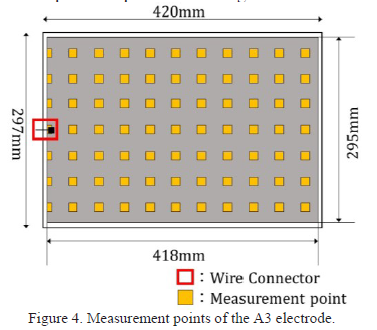 420mm
297mm
295mm
418mm
: Wire Connector
: Measurement point
Figure 4. Measurement points of the A3 electrode.